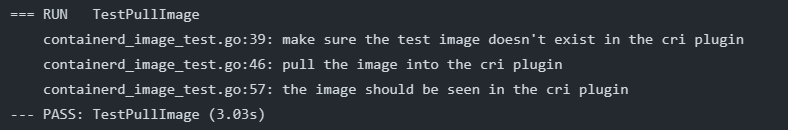 === RUN   TestPullImage
    containerd_image_test.go:39: make sure the test image doesn't exist in the cri plugin
    containerd_image_test.go:46: pull the image into the cri plugin
    containerd_image_test.go:57: the image should be seen in the cri plugin
--- PASS: TestPullImage (3.03s)